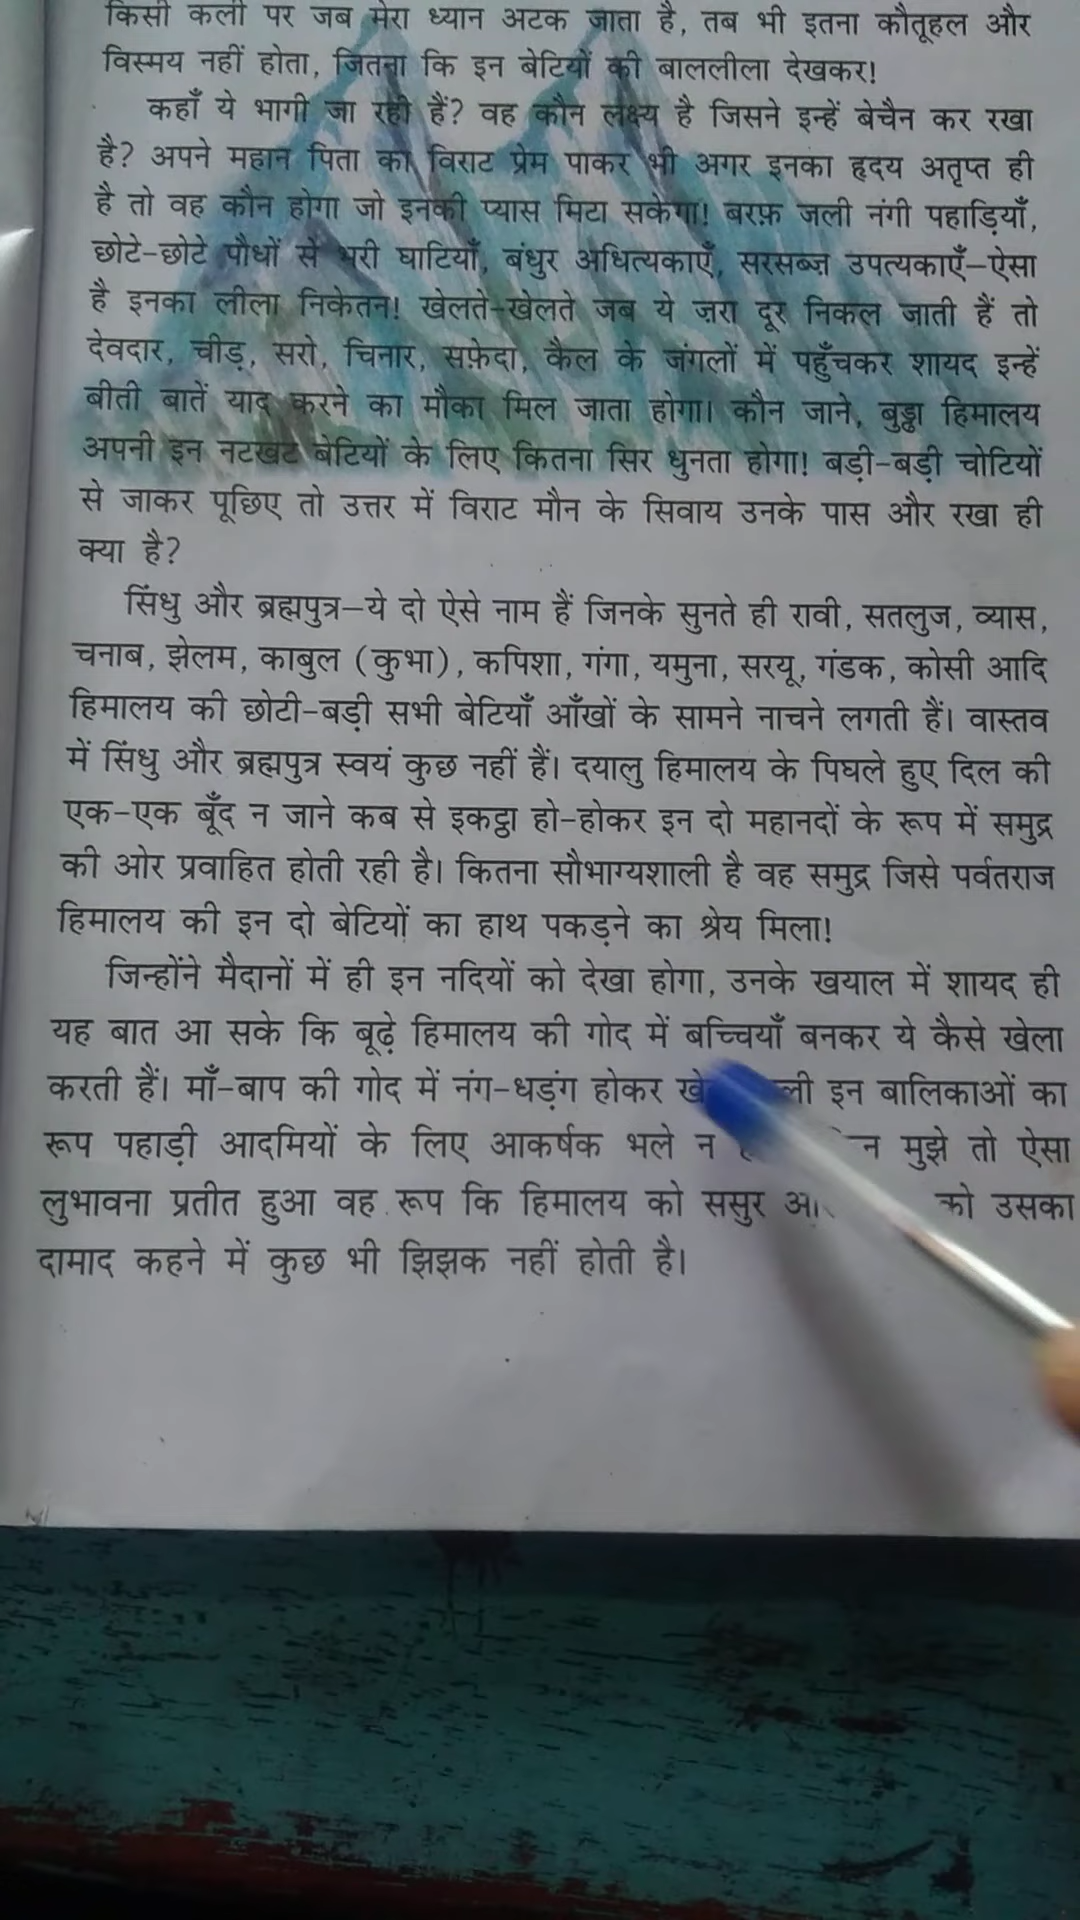 किसी कली पर जब मेरा ध्यान अटक जाता है, तब भी इतना कौतूहल और
विस्मय नहीं होता, जितना कि इन बेटियों की बाललीला देखकर!
कहाँ ये भागी जा रही हैं? वह कौन लक्ष्य है जिसने इन्हें बेचैन कर रखा
है? अपने महान पिता का विराट प्रेम पाकर भी अगर इनका हृदय अतृप्त ही
है तो वह कौन होगा जो इनकी प्यास मिटा सकेगा! बरफ़ जली नंगी पहाड़ियाँ,
छोटे-छोटे पौधों से भरी घाटियाँ, बंधुर अधित्यकाएँ, सरसब्ज़ उपत्यकाएँ–ऐसा
है इनका लीला निकेतन! खेलते-खेलते जब ये ज़रा दूर निकल जाती हैं तो
देवदार, चीड़, सरो, चिनार, सफ़ेदा, कैल के जंगलों में पहुँचकर शायद इन्हें
बीती बातें याद करने का मौका मिल जाता होगा। कौन जाने, बुड्ढा हिमालय
अपनी इन नटखट बेटियों के लिए कितना सिर धुनता होगा! बड़ी-बड़ी चोटियों
से जाकर पूछिए तो उत्तर में विराट मौन के सिवाय उनके पास और रखा ही
क्या है?
सिंधु और ब्रह्मपुत्र–ये दो ऐसे नाम हैं जिनके सुनते ही रावी, सतलुज, व्यास,
चनाब, झेलम, काबुल (कुभा), कपिशा, गंगा, यमुना, सरयू, गंडक, कोसी आदि
हिमालय की छोटी-बड़ी सभी बेटियाँ आँखों के सामने नाचने लगती हैं। वास्तव
में सिंधु और ब्रह्मपुत्र स्वयं कुछ नहीं हैं। दयालु हिमालय के पिघले हुए दिल की
एक-एक बूँद न जाने कब से इकट्ठा हो-होकर इन दो महानदों के रूप में समुद्र
की ओर प्रवाहित होती रही है। कितना सौभाग्यशाली है वह समुद्र जिसे पर्वतराज
हिमालय की इन दो बेटियों का हाथ पकड़ने का श्रेय मिला!
जिन्होंने मैदानों में ही इन नदियों को देखा होगा, उनके खयाल में शायद ही
यह बात आ सके कि बूढ़े हिमालय की गोद में बच्चियाँ बनकर ये कैसे खेला
करती हैं। माँ-बाप की गोद में नंग-धड़ंग होकर इन बालिकाओं का
रूप पहाड़ी आदमियों के लिए आकर्षक भले न मुझे तो ऐसा
लुभावना प्रतीत हुआ वह रूप कि हिमालय को ससुर को उसका
दामाद कहने में कुछ भी झिझक नहीं होती है।